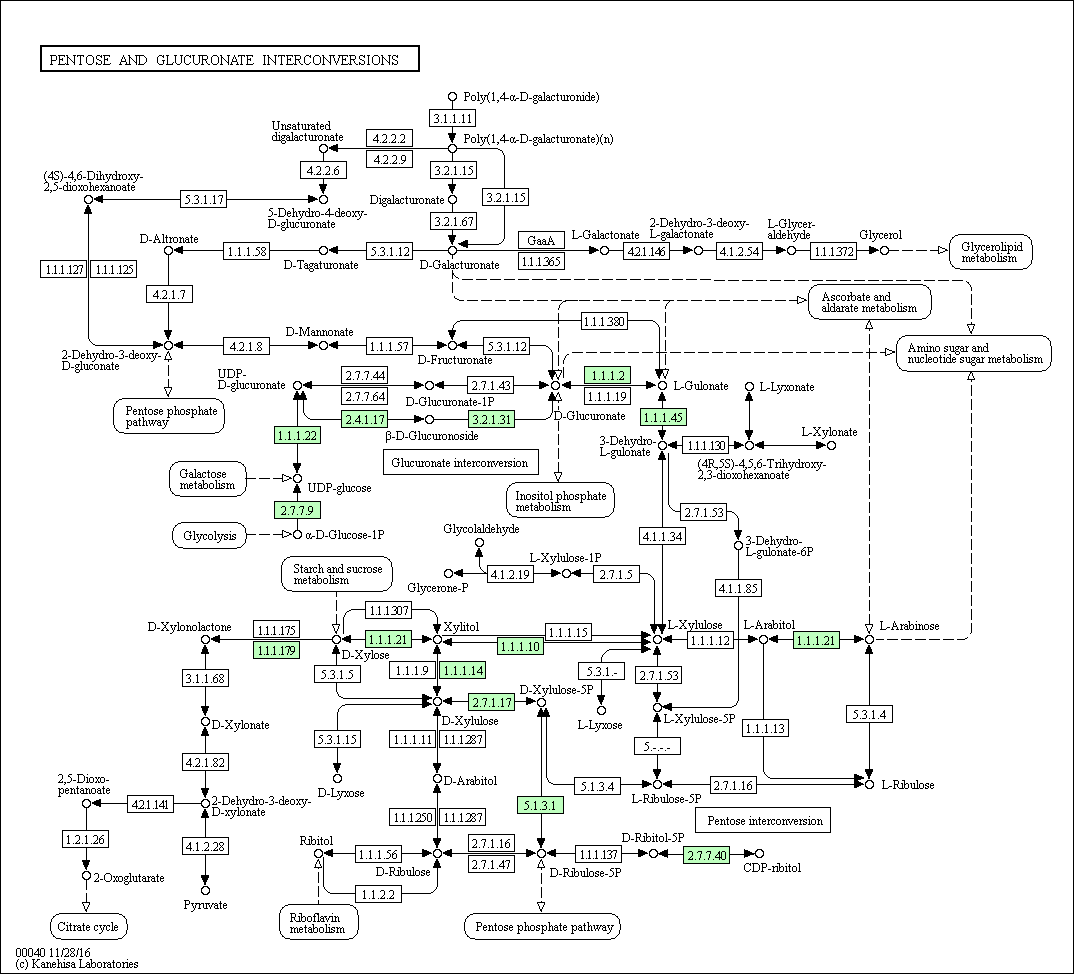 PENTOSE AND GLUCURONATE INTERCONVERSIONS
Poly(1,4-α-D-galacturonide)
3.1.1.11
Unsaturated
digalacturonate
4.2.2.2
Poly(1,4-α-D-galacturonate)(n)
4.2.2.9
4.2.2.6
3.2.1.15
(4S)-4,6-Dihydroxy-
2,5-dioxohexanoate
5.3.1.17
Digalacturonate
3.2.1.15
5-Dehydro-4-deoxy-
D-glucuronate
3.2.1.67
D-Altronate
1.1.1.58
D-Tagaturonate
5.3.1.12
D-Galacturonate
GaaA
1.1.1365
L-Galactonate
4.2.1.146
2-Dehydro-3-deoxy-
L-galactonate
4.1.2.54
L-Glycer-
aldehyde
1.1.1.372
Glycerol
Glycerolipid
metabolism
1.1.1.127
1.1.1.125
4.2.1.7
Ascorbate and
aldarate metabolism
1.1.1.380
2-Dehydro-3-deoxy-
D-gluconate
4.2.1.8
D-Mannonate
1.1.1.57
D-Fructuronate
5.3.1.12
Amino sugar and
nucleotide sugar metabolism
Pentose phosphate
pathway
UDP-
D-glucuronate
2.7.7.44
2.7.7.64
D-Glucuronate-1P
2.7.1.43
D-Glucuronate
1.1.1.2
1.1.1.19
L-Gulonate
L-Lyxonate
2.4.1.17
β-D-Glucuronoside
3.2.1.31
1.1.1.45
1.1.1.22
3-Dehydro-
L-gulonate
1.1.1.130
L-Xylonate
(4R,5S)-4,5,6-Trihydroxy-
2,3-dioxohexanoate
Glucuronate interconversion
Galactose
metabolism
UDP-glucose
Inositol phosphate
metabolism
2.7.7.9
2.7.1.53
Glycolysis
α-D-Glucose-1P
Glycolaldehyde
4.1.1.34
3-Dehydro-
L-gulonate-6P
Starch and sucrose
metabolism
Glycerone-P
4.1.2.19
L-Xylulose-1P
2.7.1.5
4.1.1.85
1.1.1307
D-Xylonolactone
1.1.1.175
1.1.1.179
D-Xylose
1.1.1.21
Xylitol
1.1.1.15
1.1.1.10
L-Xylulose
1.1.1.12
L-Arabitol
1.1.1.21
L-Arabinose
3.1.1.68
5.3.1.5
1.1.1.9
1.1.1.14
5.3.1.-
2.7.1.53
D-Xylulose
2.7.1.17
D-Xylulose-5P
L-Lyxose
L-Xylulose-5P
5.3.1.4
D-Xylonate
5.3.1.15
1.1.1.11
1.1.1287
1.1.1.13
5.-.-.-
4.2.1.82
D-Lyxose
D-Arabitol
5.1.3.4
L-Ribulose-5P
2.7.1.16
L-Ribulose
2,5-Dioxo-
pentanoate
4.2.1.141
2-Dehydro-3-deoxy-
D-xylonate
1.1.1250
1.1.1287
5.1.3.1
Pentose interconversion
1.2.1.26
4.1.2.28
Ribitol
1.1.1.56
D-Ribulose
2.7.1.16
2.7.1.47
D-Ribulose-5P
1.1.1.137
D-Ribitol-5P
2.7.7.40
CDP-ribitol
2-Oxoglutarate
Pyruvate
1.1.2.2
Citrate cycle
Riboflavin
metabolism
Pentose phosphate pathway
00040 11/28/16
(c) Kanehisa Laboratories